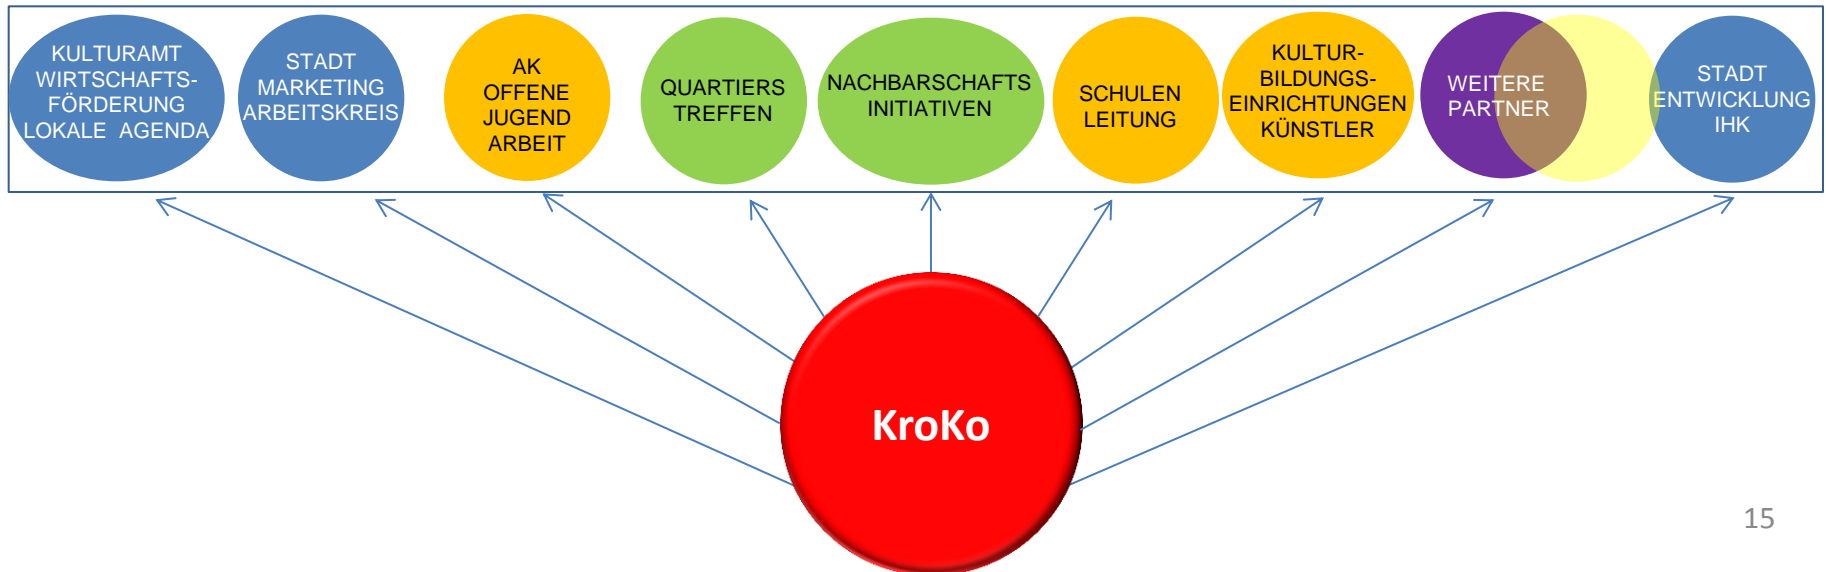 KULTURAMT
WIRTSCHAFTS-
FÖRDERUNG
LOKALE AGENDA
STADT
MARKETING
ARBEITSKREIS
AK
OFFENE
JUGEND
ARBEIT
QUARTIERS
TREFFEN
NACHBARSCHAFTS
INITIATIVEN
SCHULEN
LEITUNG
KULTUR-
BILDUNGS-
EINRICHTUNGEN
KÜNSTLER
WEITERE
PARTNER
STADT
ENTWICKLUNG
IHK
KroKo
15